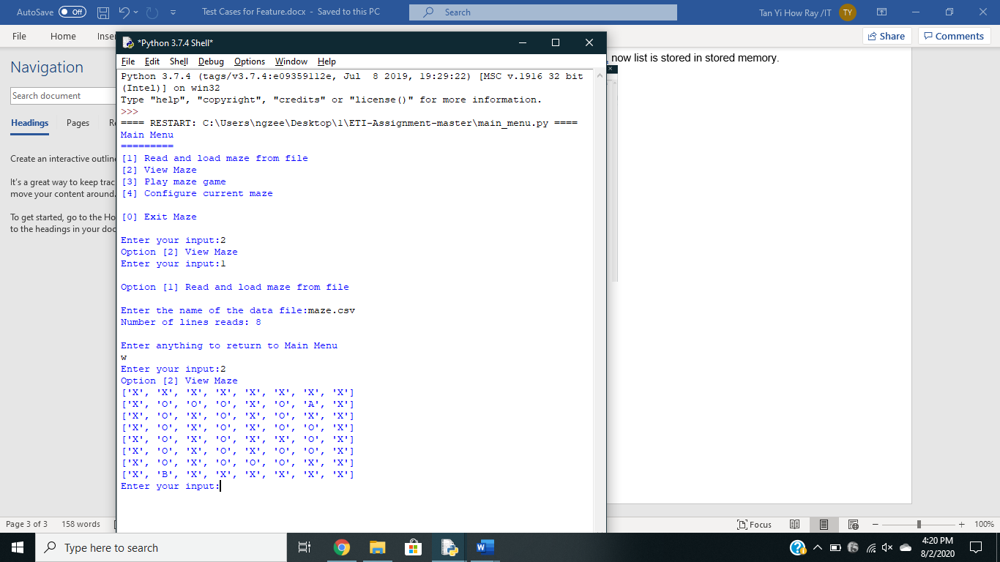 AutoSave Off
Test Cases for Feature.docx - Saved to this PC
Search
Tan Yi How Ray /IT
TY
File Home Inser
Share Comments
Navigation
Search document
Headings Pages Re
Create an interactive outline
It's a great way to keep trac
move your content around.
To get started, go to the Ho
to the headings in your doc
*Python 3.7.4 Shell*
File Edit Shell Debug Options Window Help
Python 3.7.4 (tags/v3.7.4:e09359112e, Jul  8 2019, 19:29:22) [MSC v.1916 32 bit
(Intel)] on win32
Type "help", "copyright", "credits" or "license()" for more information.
>>>
==== RESTART: C:\Users\ngzee\Desktop\1\ETI-Assignment-master\main_menu.py ====
Main Menu
=========
[1] Read and load maze from file
[2] View Maze
[3] Play maze game
[4] Configure current maze
[0] Exit Maze
Enter your input:2
Option [2] View Maze
Enter your input:1
Option [1] Read and load maze from file
Enter the name of the data file:maze.csv
Number of lines reads: 8
Enter anything to return to Main Menu
w
Enter your input:2
Option [2] View Maze
['X', 'X', 'X', 'X', 'X', 'X', 'X', 'X']
['X', 'O', 'O', 'O', 'X', 'O', 'A', 'X']
['X', 'O', 'X', 'O', 'X', 'O', 'X', 'X']
['X', 'O', 'X', 'O', 'X', 'O', 'O', 'X']
['X', 'O', 'X', 'O', 'X', 'X', 'O', 'X']
['X', 'O', 'X', 'O', 'X', 'O', 'O', 'X']
['X', 'O', 'X', 'O', 'O', 'O', 'X', 'X']
['X', 'B', 'X', 'X', 'X', 'X', 'X', 'X']
Enter your input:
now list is stored in stored memory.
Page 3 of 3 158 words
Focus
100%
Type here to search
4:20 PM
8/2/2020